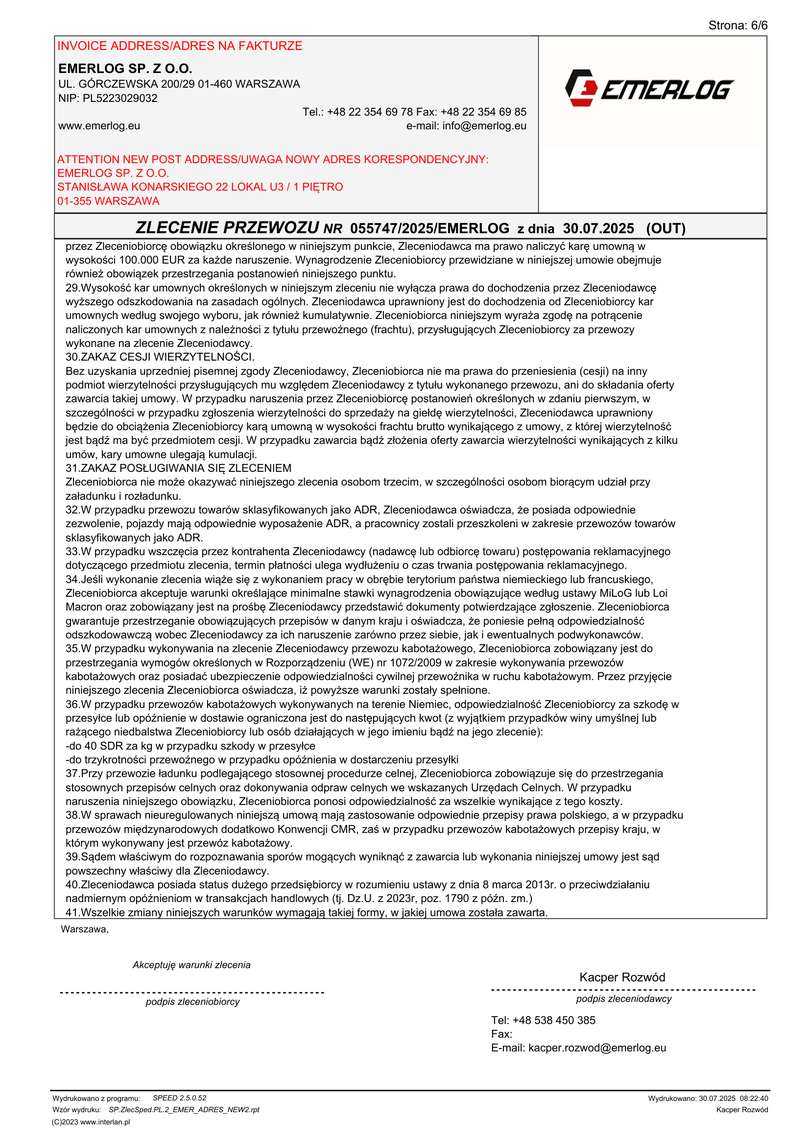 Strona: 6/6
INVOICE ADDRESS/ADRES NA FAKTURZE
EMERLOG SP. Z O.O.
UL. GÓRCZEWSKA 200/29 01-460 WARSZAWA
NIP: PL5223029032
Tel.: +48 22 354 69 78 Fax: +48 22 354 69 85
www.emerlog.eu e-mail: info@emerlog.eu
EMERLOG
ATTENTION NEW POST ADDRESS/UWAGA NOWY ADRES KORESPONDENCYJNY:
EMERLOG SP. Z O.O.
STANISŁAWA KONARSKIEGO 22 LOKAL U3 / 1 PIĘTRO
01-355 WARSZAWA
ZLECENIE PRZEWOZU NR 055747/2025/EMERLOG z dnia 30.07.2025 (OUT)
przez Zleceniobiorcę obowiązku określonego w niniejszym punkcie, Zleceniodawca ma prawo naliczyć karę umowną w
wysokości 100.000 EUR za każde naruszenie. Wynagrodzenie Zleceniobiorcy przewidziane w niniejszej umowie obejmuje
również obowiązek przestrzegania postanowień niniejszego punktu.
29.Wysokość kar umownych określonych w niniejszym zleceniu nie wyłącza prawa do dochodzenia przez Zleceniodawcę
wyższego odszkodowania na zasadach ogólnych. Zleceniodawca uprawniony jest do dochodzenia od Zleceniobiorcy kar
umownych według swojego wyboru, jak również kumulatywnie. Zleceniobiorca niniejszym wyraża zgodę na potrącenie
naliczonych kar umownych z należności z tytułu przewoźnego (frachtu), przysługujących Zleceniobiorcy za przewozy
wykonane na zlecenie Zleceniodawcy.
30.ZAKAZ CESJI WIERZYTELNOŚCI.
Bez uzyskania uprzedniej pisemnej zgody Zleceniodawcy, Zleceniobiorca nie ma prawa do przeniesienia (cesji) na inny
podmiot wierzytelności przysługujących mu względem Zleceniodawcy z tytułu wykonanego przewozu, ani do składania oferty
zawarcia takiej umowy. W przypadku naruszenia przez Zleceniobiorcę postanowień określonych w zdaniu pierwszym, w
szczególności w przypadku zgłoszenia wierzytelności do sprzedaży na giełdę wierzytelności, Zleceniodawca uprawniony
będzie do obciążenia Zleceniobiorcy karą umowną w wysokości frachtu brutto wynikającego z umowy, z której wierzytelność
jest bądź ma być przedmiotem cesji. W przypadku zawarcia bądź złożenia oferty zawarcia wierzytelności wynikających z kilku
umów, kary umowne ulegają kumulacji.
31.ZAKAZ POSŁUGIWANIA SIĘ ZLECENIEM
Zleceniobiorca nie może okazywać niniejszego zlecenia osobom trzecim, w szczególności osobom biorącym udział przy
załadunku i rozładunku.
32.W przypadku przewozu towarów sklasyfikowanych jako ADR, Zleceniodawca oświadcza, że posiada odpowiednie
zezwolenie, pojazdy mają odpowiednie wyposażenie ADR, a pracownicy zostali przeszkoleni w zakresie przewozów towarów
sklasyfikowanych jako ADR.
33.W przypadku wszczęcia przez kontrahenta Zleceniodawcy (nadawcę lub odbiorcę towaru) postępowania reklamacyjnego
dotyczącego przedmiotu zlecenia, termin płatności ulega wydłużeniu o czas trwania postępowania reklamacyjnego.
34.Jeśli wykonanie zlecenia wiąże się z wykonaniem pracy w obrębie terytorium państwa niemieckiego lub francuskiego,
Zleceniobiorca akceptuje warunki określające minimalne stawki wynagrodzenia obowiązujące według ustawy MiLoG lub Loi
Macron oraz zobowiązany jest na prośbę Zleceniodawcy przedstawić dokumenty potwierdzające zgłoszenie. Zleceniobiorca
gwarantuje przestrzeganie obowiązujących przepisów w danym kraju i oświadcza, że poniesie pełną odpowiedzialność
odszkodowawczą wobec Zleceniodawcy za ich naruszenie zarówno przez siebie, jak i ewentualnych podwykonawców.
35.W przypadku wykonywania na zlecenie Zleceniodawcy przewozu kabotażowego, Zleceniobiorca zobowiązany jest do
przestrzegania wymogów określonych w Rozporządzeniu (WE) nr 1072/2009 w zakresie wykonywania przewozów
kabotażowych oraz posiadać ubezpieczenie odpowiedzialności cywilnej przewoźnika w ruchu kabotażowym. Przez przyjęcie
niniejszego zlecenia Zleceniobiorca oświadcza, iż powyższe warunki zostały spełnione.
36.W przypadku przewozów kabotażowych wykonywanych na terenie Niemiec, odpowiedzialność Zleceniobiorcy za szkodę w
przesyłce lub opóźnienie w dostawie ograniczona jest do następujących kwot (z wyjątkiem przypadków winy umyślnej lub
rażącego niedbalstwa Zleceniobiorcy lub osób działających w jego imieniu bądź na jego zlecenie):
-do 40 SDR za kg w przypadku szkody w przesyłce
-do trzykrotności przewoźnego w przypadku opóźnienia w dostarczeniu przesyłki
37.Przy przewozie ładunku podlegającego stosownej procedurze celnej, Zleceniobiorca zobowiązuje się do przestrzegania
stosownych przepisów celnych oraz dokonywania odpraw celnych we wskazanych Urzędach Celnych. W przypadku
naruszenia niniejszego obowiązku, Zleceniobiorca ponosi odpowiedzialność za wszelkie wynikające z tego koszty.
38.W sprawach nieuregulowanych niniejszą umową mają zastosowanie odpowiednie przepisy prawa polskiego, a w przypadku
przewozów międzynarodowych dodatkowo Konwencji CMR, zaś w przypadku przewozów kabotażowych przepisy kraju, w
którym wykonywany jest przewóz kabotażowy.
39.Sądem właściwym do rozpoznawania sporów mogących wyniknąć z zawarcia lub wykonania niniejszej umowy jest sąd
powszechny właściwy dla Zleceniodawcy.
40.Zleceniodawca posiada status dużego przedsiębiorcy w rozumieniu ustawy z dnia 8 marca 2013r. o przeciwdziałaniu
nadmiernym opóźnieniom w transakcjach handlowych (tj. Dz.U. z 2023r, poz. 1790 z późn. zm.)
41.Wszelkie zmiany niniejszych warunków wymagają takiej formy, w jakiej umowa została zawarta.
Warszawa,
Akceptuję warunki zlecenia
Kacper Rozwód
podpis zleceniobiorcy
podpis zleceniodawcy
Tel: +48 538 450 385
Fax:
E-mail: kacper.rozwod@emerlog.eu
Wydrukowano z programu: SPEED 2.5.0.52 Wydrukowano: 30.07.2025 08:22:40
Wzór wydruku: SP.ZlecSped.PL.2_EMER_ADRES_NEW2.rpt Kacper Rozwód
(C)2023 www.interlan.pl